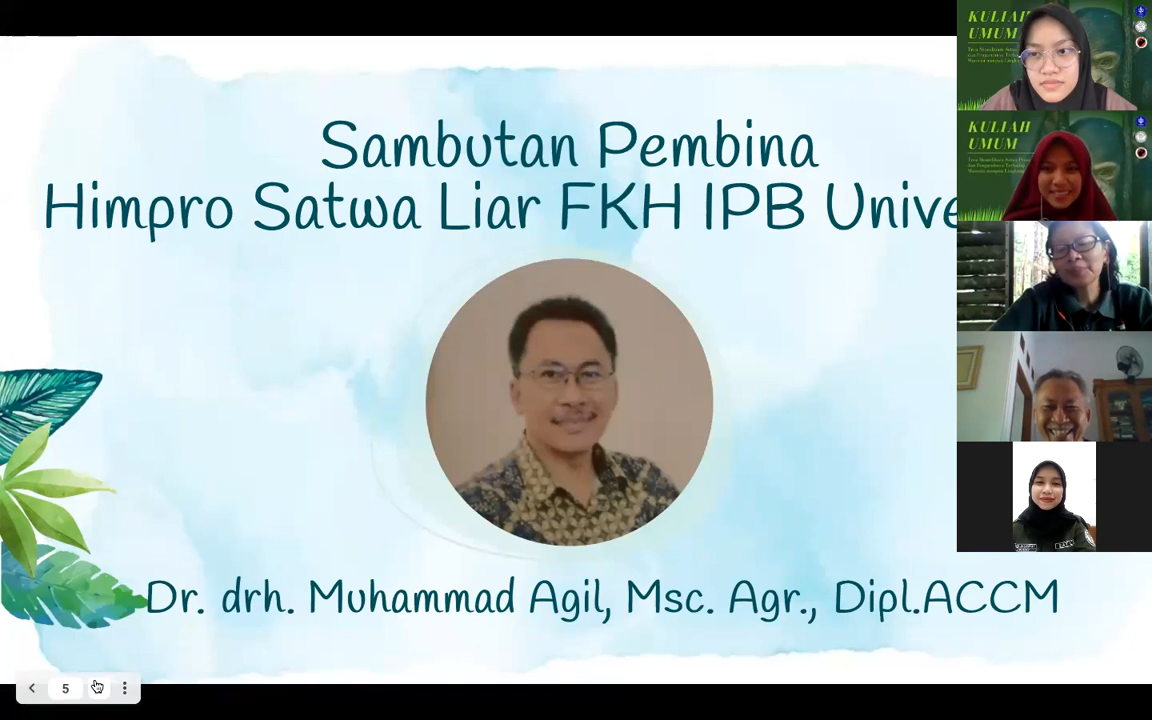 Sambutan Pembina
Himpro Satwa Liar FKH IPB Unive
Dr. drh. Muhammad Agil, Msc. Agr., Dipl.ACCM
5
KULIAH
UMUM
KULIAH
UMUM